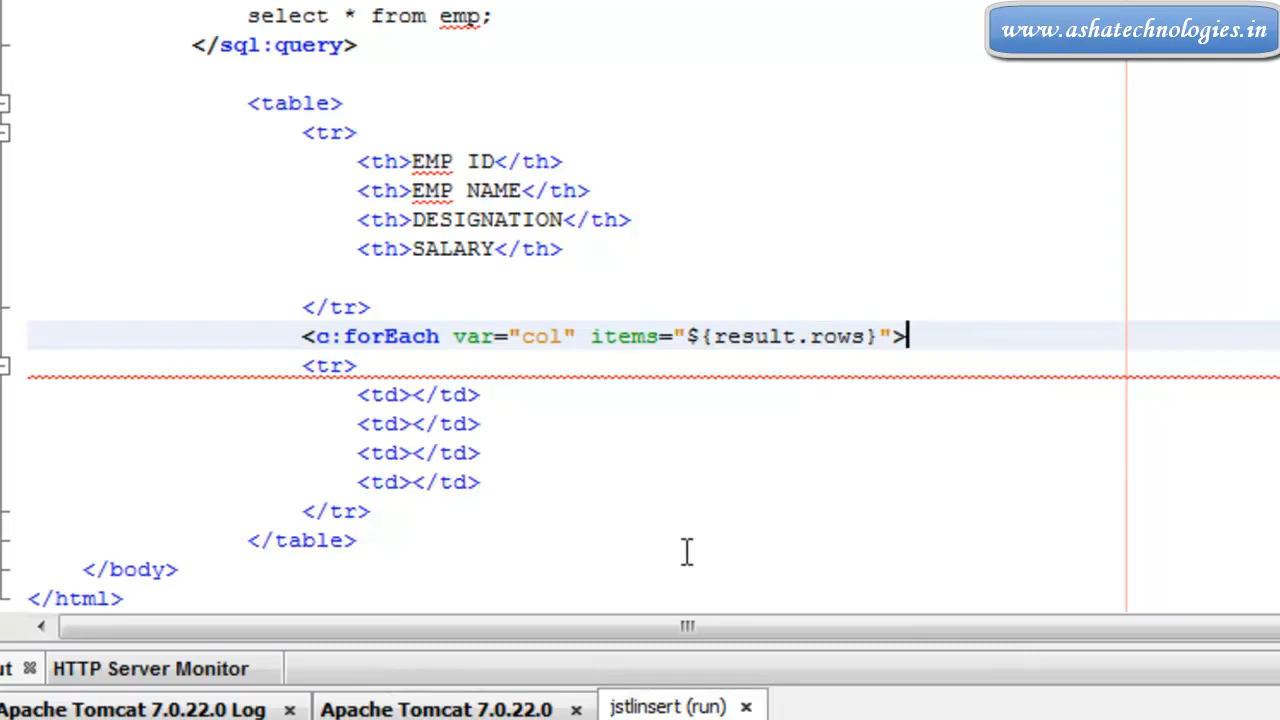 select * from emp;
www.ashatechnologies.in
</sql:query>
<table>
<tr>
<th>EMP ID</th>
<th>EMP NAME</th>
<th>DESIGNATION</th>
<th>SALARY</th>
</tr>
<c:forEach var="col" items="${result.rows}">
<tr>
<td></td>
<td></td>
<td></td>
<td></td>
</tr>
</table>
</body>
</html>
HTTP Server Monitor
Apache Tomcat 7.0.22.0 Log
Apache Tomcat 7.0.22.0
jstlinsert (run)